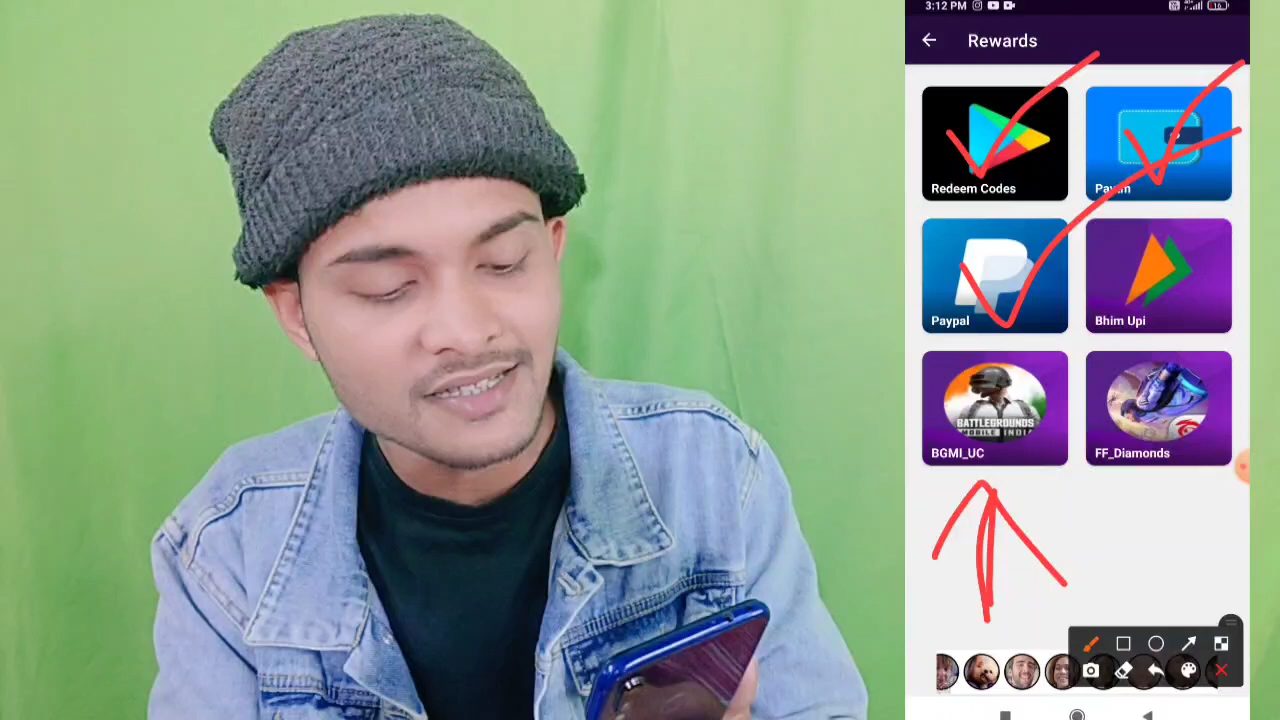 3:12 PM
Rewards
Redeem Codes
Paytm
Paypal
Bhim Upi
BATTLEGROUNDS
MOBILE INDIA
BGMI_UC
FF_Diamonds